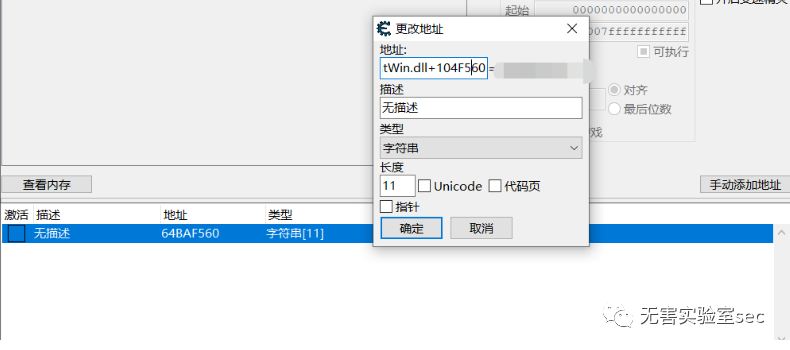 起始
0000000000000000
007fffffffffff
可执行
对齐
最后位数
更改地址
地址:
tWin.dll+104F560
=
描述
无描述
类型
字符串
长度
11
Unicode
代码页
指针
确定
取消
查看内存
手动添加地址
激活 描述 地址 类型
无描述 64BAF560 字符串[11]
无害实验室sec